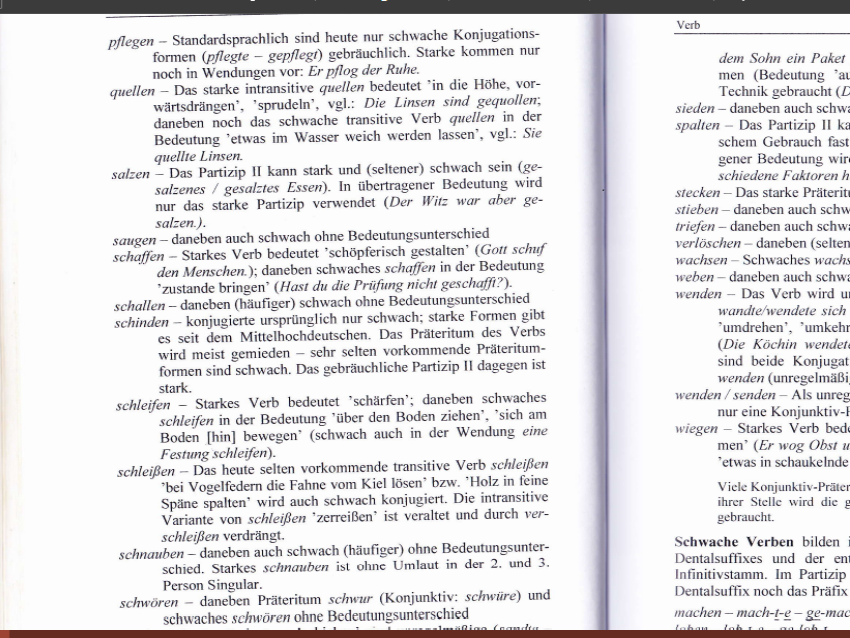 pflegen – Standardsprachlich sind heute nur schwache Konjugations-
formen (pflegte – gepflegt) gebräuchlich. Starke kommen nur
noch in Wendungen vor: Er pflog der Ruhe.
quellen – Das starke intransitive quellen bedeutet 'in die Höhe, vor-
wärtsdrängen', 'sprudeln', vgl.: Die Linsen sind gequollen;
daneben noch das schwache transitive Verb quellen in der
Bedeutung 'etwas im Wasser weich werden lassen', vgl.: Sie
quellte Linsen.
salzen – Das Partizip II kann stark und (seltener) schwach sein (ge-
salzenes / gesalztes Essen). In übertragener Bedeutung wird
nur das starke Partizip verwendet (Der Witz war aber ge-
salzen.).
saugen – daneben auch schwach ohne Bedeutungsunterschied
schaffen – Starkes Verb bedeutet 'schöpferisch gestalten' (Gott schuf
den Menschen.); daneben schwaches schaffen in der Bedeutung
'zustande bringen' (Hast du die Prüfung nicht geschafft?).
schallen – daneben (häufiger) schwach ohne Bedeutungsunterschied
schinden – konjugierte ursprünglich nur schwach; starke Formen gibt
es seit dem Mittelhochdeutschen. Das Präteritum des Verbs
wird meist gemieden – sehr selten vorkommende Präteritum-
formen sind schwach. Das gebräuchliche Partizip II dagegen ist
stark.
schleifen – Starkes Verb bedeutet 'schärfen'; daneben schwaches
schleifen in der Bedeutung 'über den Boden ziehen', 'sich am
Boden [hin] bewegen' (schwach auch in der Wendung eine
Festung schleifen).
schleißen – Das heute selten vorkommende transitive Verb schleißen
'bei Vogelfedern die Fahne vom Kiel lösen' bzw. 'Holz in feine
Späne spalten' wird auch schwach konjugiert. Die intransitive
Variante von schleißen 'zerreißen' ist veraltet und durch ver-
schleißen verdrängt.
schnauben – daneben auch schwach (häufiger) ohne Bedeutungsunter-
schied. Starkes schnauben ist ohne Umlaut in der 2. und 3.
Person Singular.
schwören – daneben Präteritum schwur (Konjunktiv: schwüre) und
schwaches schwören ohne Bedeutungsunterschied
Verb
dem Sohn ein Paket
men (Bedeutung 'au
Technik gebraucht (D
sieden – daneben auch schwa
spalten – Das Partizip II ka
schem Gebrauch fast
gener Bedeutung wir
schiedene Faktoren h
stecken – Das starke Präterit
stieben – daneben auch schw
triefen – daneben auch schwa
verlöschen – daneben (selten
wachsen – Schwaches wachs
weben – daneben auch schwa
wenden – Das Verb wird u
wandte/wendete sich
'umdrehen', 'umkehr
(Die Köchin wendete
sind beide Konjugat
wenden (unregelmäßi
wenden / senden – Als unreg
nur eine Konjunktiv-F
wiegen – Starkes Verb bed
men' (Er wog Obst u
'etwas in schaukelnde
Viele Konjunktiv-Präter
ihrer Stelle wird die g
gebraucht.
Schwache Verben bilden i
Dentalsuffixes und der ent
Infinitivstamm. Im Partizip
Dentalsuffix noch das Präfix
machen – mach-t-e – ge-mac